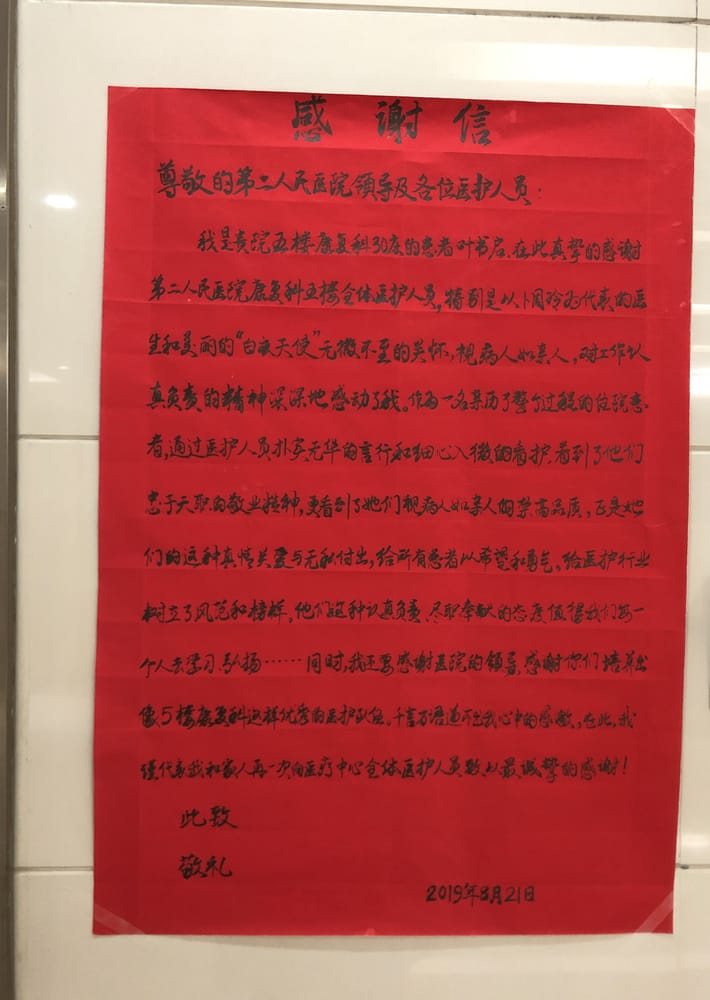 感谢信
尊敬的第二人民医院领导及各位医护人员：
我是贵院五楼康复科30床的患者叶书启，在此真挚的感谢
第二人民医院康复科五楼全体医护人员，特别是以卜月玲为代表的医
生和美丽的“白衣天使”无微不至的关怀，视病人如亲人，对工作认
真负责的精神深深地感动了我。作为一名亲历了整个过程的住院患
者，通过医护人员朴实无华的言行和细心入微的看护，看到了他们
忠于天职的敬业精神，更看到了她们视病人如亲人的崇高品质，正是她
们的这种真情关爱与无私付出，给所有患者以希望和勇气。给医护行业
树立了风范和榜样。他们这种认真负责、尽职奉献的态度值得我们每一
个人去学习、弘扬……同时，我还要感谢医院的领导，感谢你们培养出
像5楼康复科这样优秀的医护队伍。千言万语道不出我心中的感激，在此，我
谨代表我和家人再一次向医疗中心全体医护人员致以最诚挚的感谢！
此致
敬礼
2019年8月21日